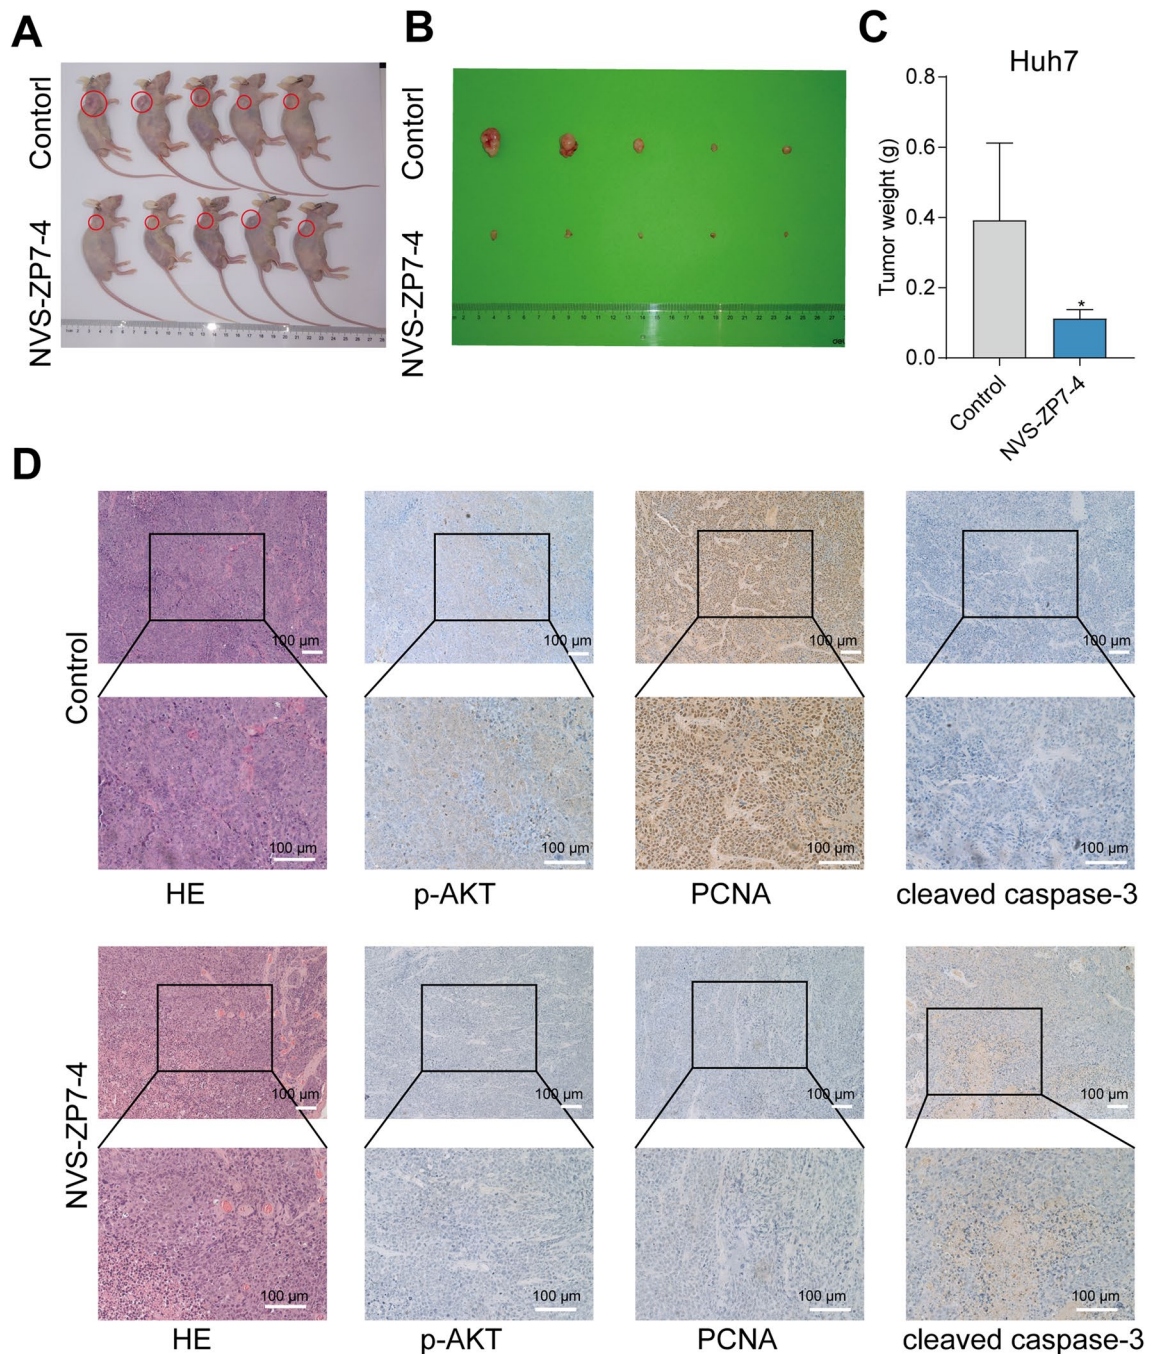 A
B
C
Contorl
NVS-ZP7-4
Contorl
NVS-ZP7-4
Huh7
Tumor weight (g)
0.8
0.6
0.4
0.2
0.0
*
Control
NVS-ZP7-4
D
Control
100 μm
100 μm
100 μm
100 μm
100 μm
100 μm
100 μm
100 μm
HE
p-AKT
PCNA
cleaved caspase-3
NVS-ZP7-4
100 μm
100 μm
100 μm
100 μm
100 μm
100 μm
100 μm
100 μm
HE
p-AKT
PCNA
cleaved caspase-3